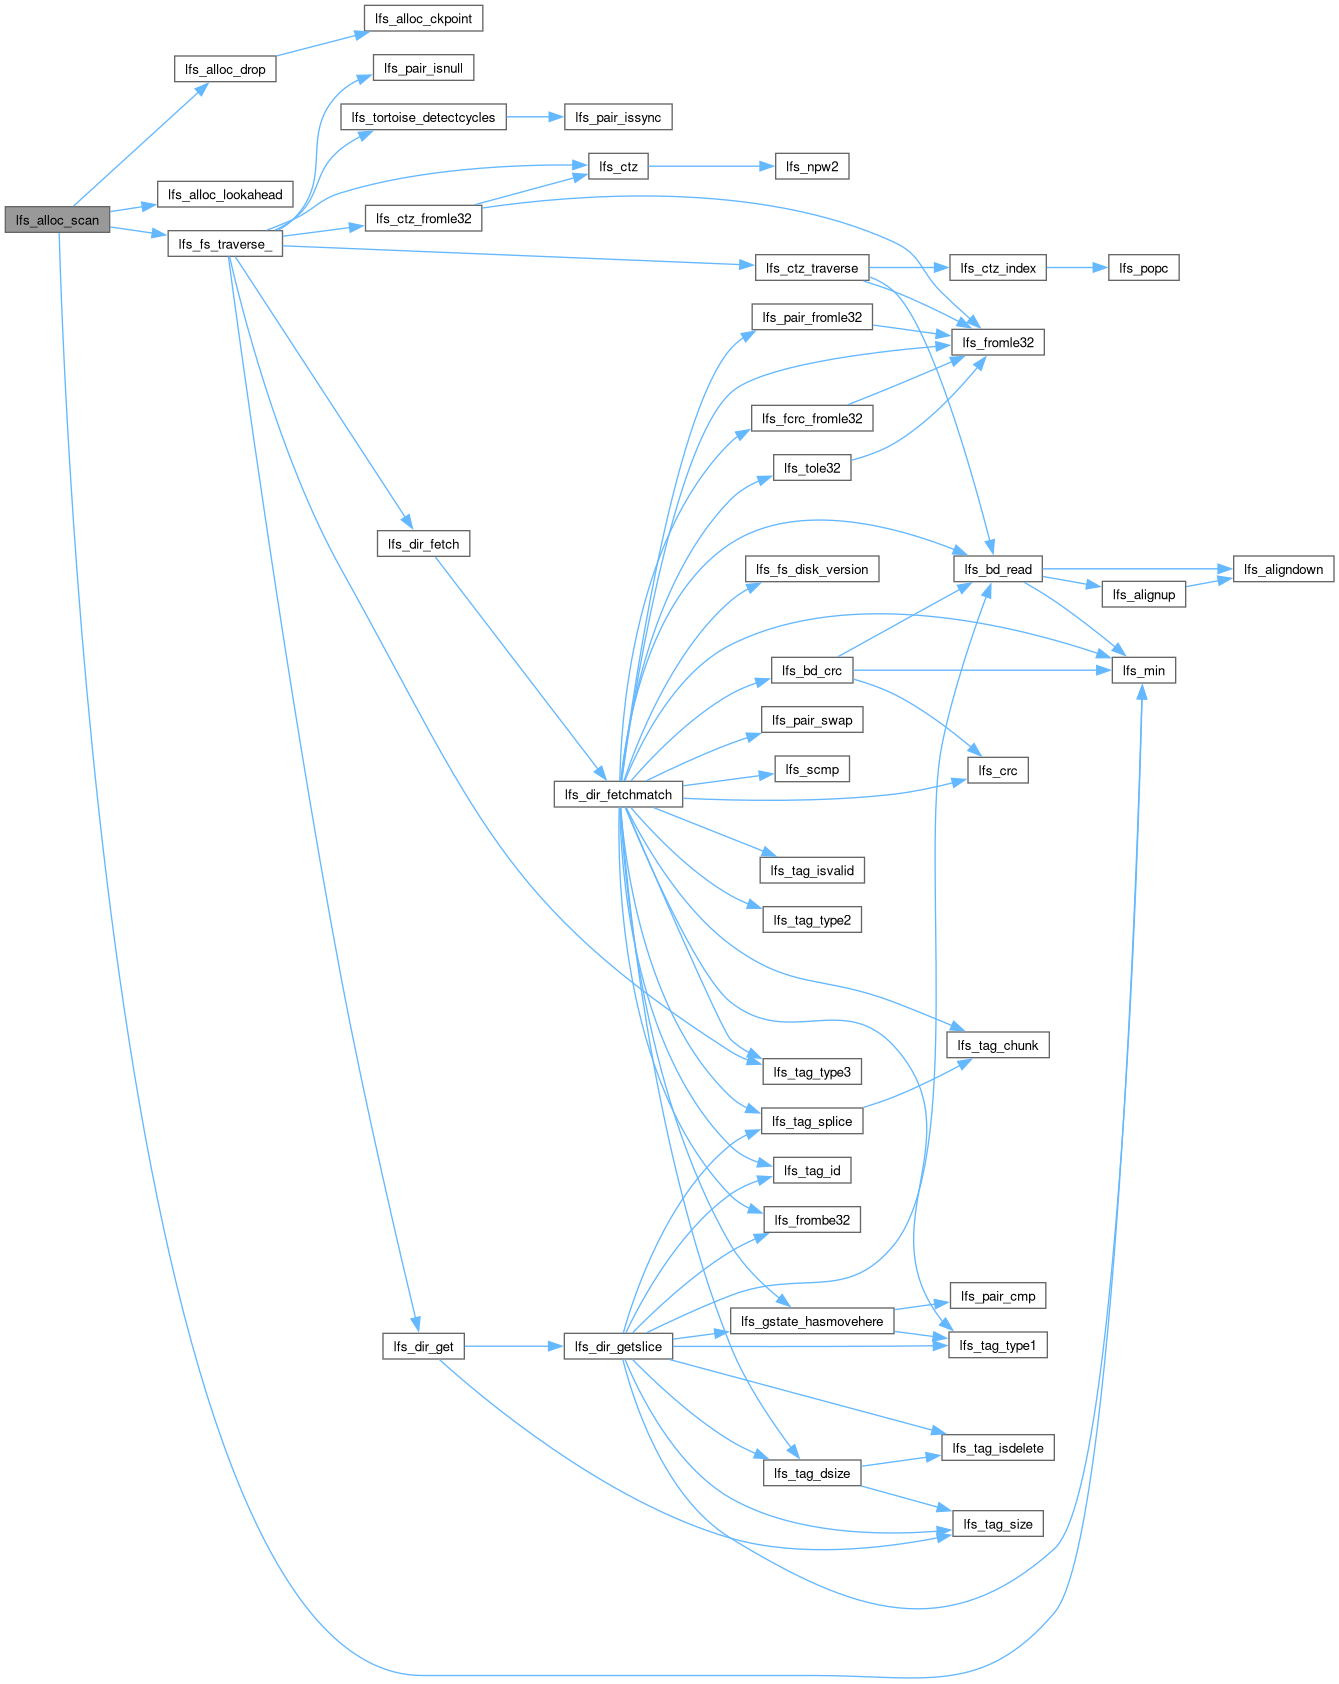 lfs_alloc_ckpoint
lfs_alloc_drop
lfs_pair_isnull
lfs_tortoise_detectcycles
lfs_pair_issync
lfs_ctz
lfs_npw2
lfs_alloc_lookahead
lfs_alloc_scan
lfs_ctz_fromle32
lfs_fs_traverse_
lfs_ctz_traverse
lfs_ctz_index
lfs_popc
lfs_pair_fromle32
lfs_fromle32
lfs_fcrc_fromle32
lfs_tole32
lfs_dir_fetch
lfs_fs_disk_version
lfs_bd_read
lfs_aligndown
lfs_alignup
lfs_bd_crc
lfs_min
lfs_pair_swap
lfs_scmp
lfs_crc
lfs_dir_fetchmatch
lfs_tag_isvalid
lfs_tag_type2
lfs_tag_chunk
lfs_tag_type3
lfs_tag_splice
lfs_tag_id
lfs_frombe32
lfs_pair_cmp
lfs_gstate_hasmovehere
lfs_dir_get
lfs_dir_getslice
lfs_tag_type1
lfs_tag_isdelete
lfs_tag_dsize
lfs_tag_size